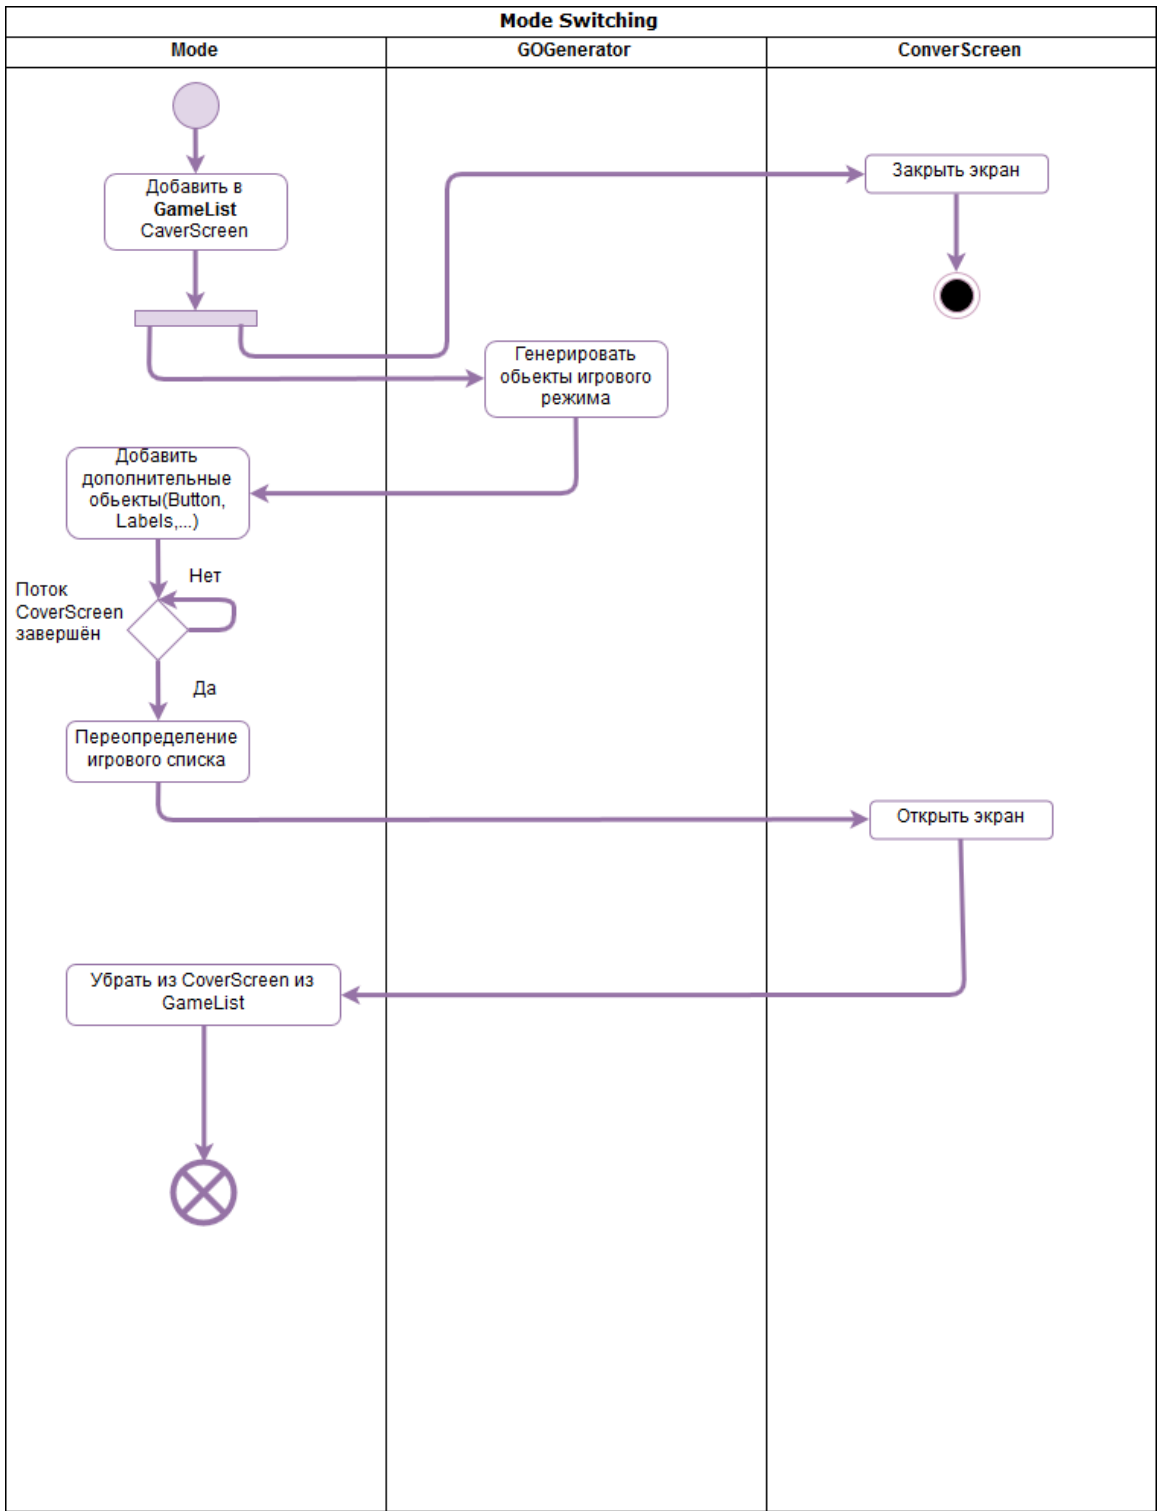 Mode Switching
Mode
GOGenerator
ConverScreen
Добавить в
GameList
CaverScreen
Закрыть экран
Генерировать
обьекты игрового
режима
Добавить
дополнительные
обьекты(Button,
Labels,...)
Нет
Поток
CoverScreen
завершён
Да
Переопределение
игрового списка
Открыть экран
Убрать из CoverScreen из
GameList